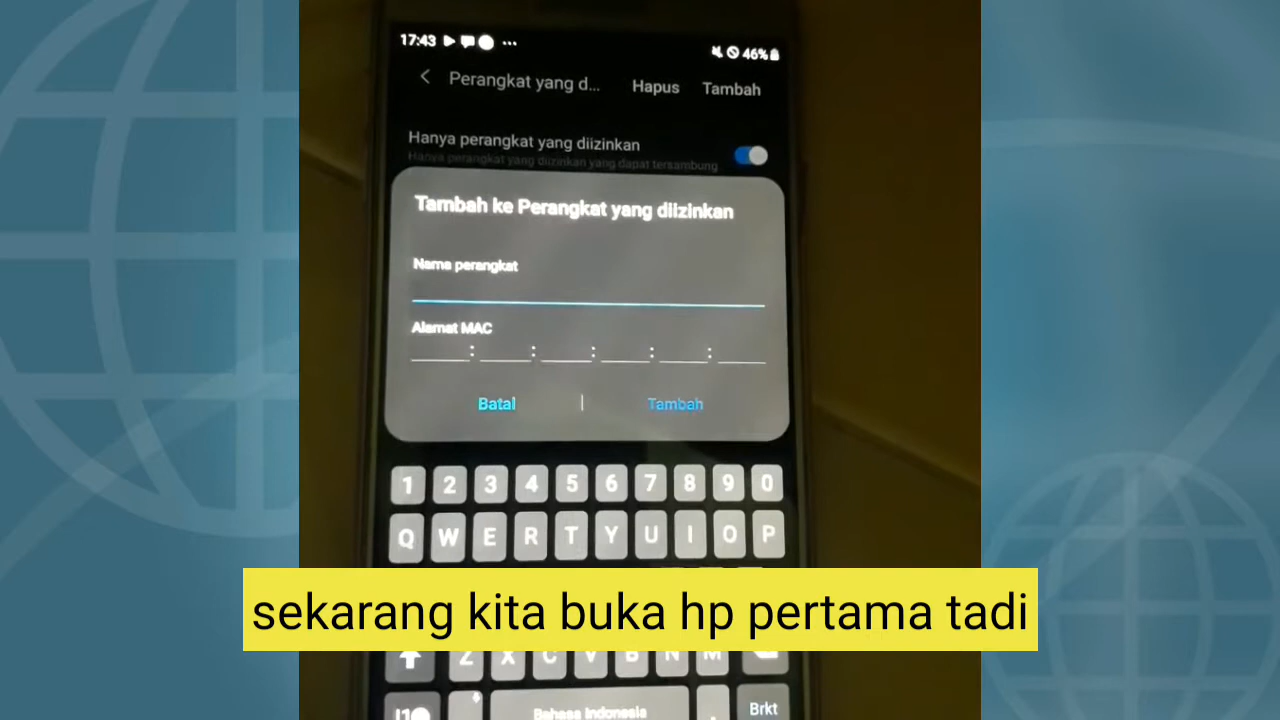 17:43 ... 46%
Perangkat yang d... Hapus Tambah
Hanya perangkat yang diizinkan
Hanya perangkat yang diizinkan yang dapat tersambung
Tambah ke Perangkat yang diizinkan
Nama perangkat
Alamat MAC
: : : : :
Batal | Tambah
1 2 3 4 5 6 7 8 9 0
Q W E R T Y U I O P
sekarang kita buka hp pertama tadi
Z X C V B N M
Bahasa Indonesia . Brkt